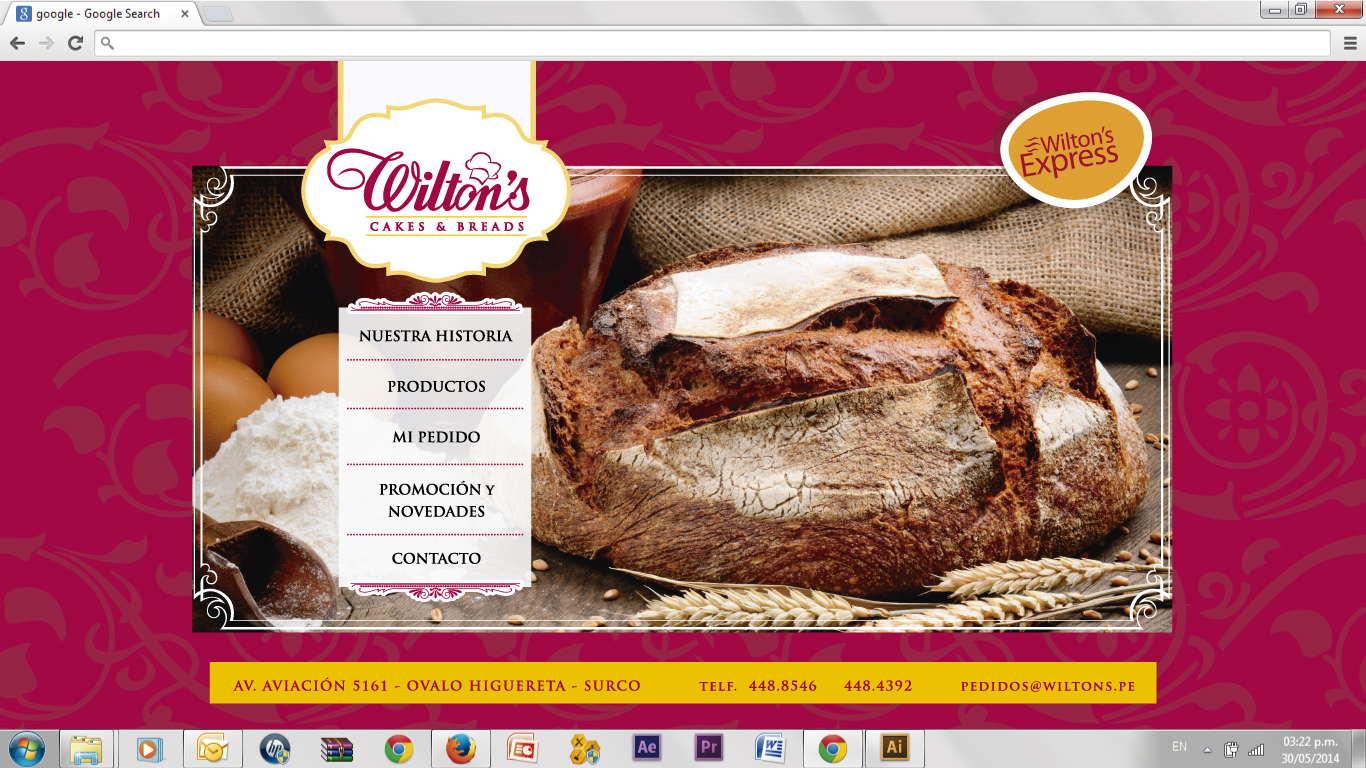 google - Google Search
Wilton's
CAKES & BREADS
Wilton's
Express
NUESTRA HISTORIA
PRODUCTOS
MI PEDIDO
PROMOCIÓN Y
NOVEDADES
CONTACTO
AV. AVIACIÓN 5161 - OVALO HIGUERETA - SURCO TELF. 448.8546 448.4392 PEDIDOS@WILTONS.PE
Ae Pr Ai
EN
03:22 p.m.
30/05/2014